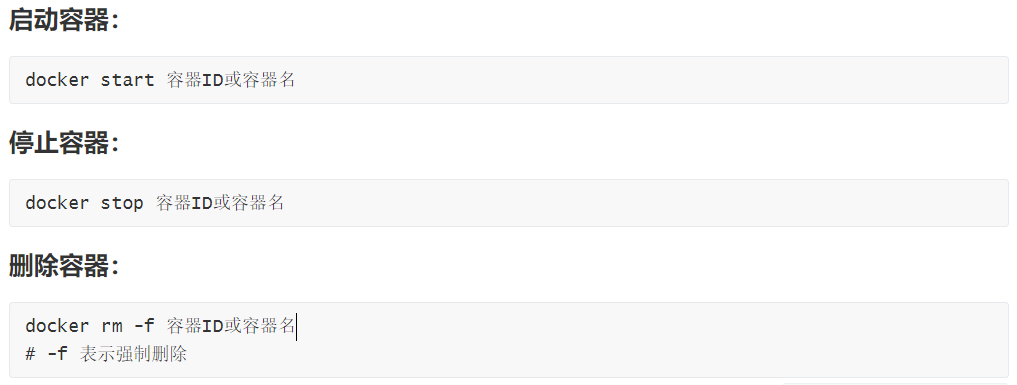 启动容器：
docker start 容器ID或容器名
停止容器：
docker stop 容器ID或容器名
删除容器：
docker rm -f 容器ID或容器名
# -f 表示强制删除